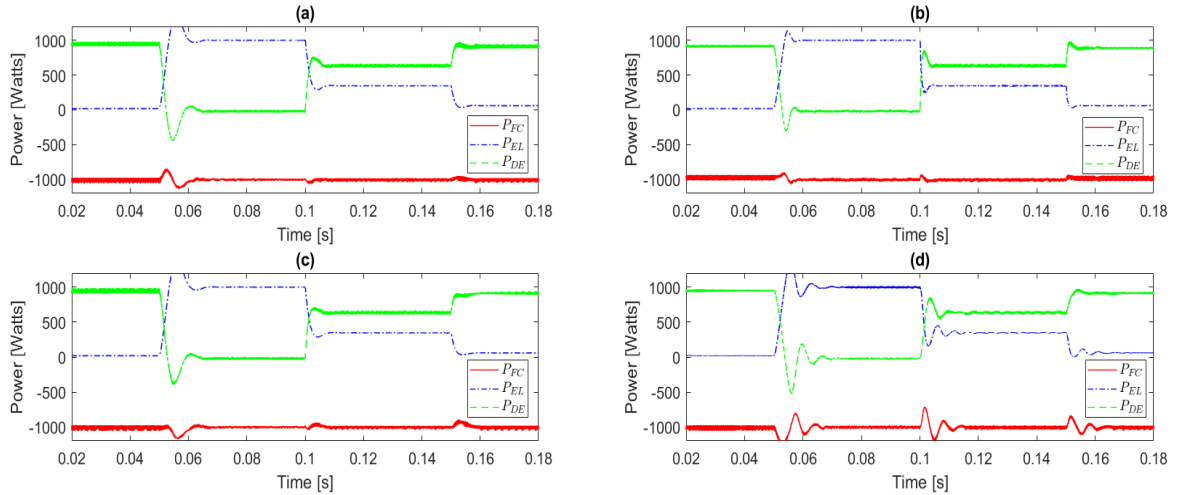 (a)
Power [Watts]
1000
500
0
-500
-1000
P_FC
P_EL
P_DE
0.02 0.04 0.06 0.08 0.1 0.12 0.14 0.16 0.18
Time [s]
(b)
Power [Watts]
1000
500
0
-500
-1000
P_FC
P_EL
P_DE
0.02 0.04 0.06 0.08 0.1 0.12 0.14 0.16 0.18
Time [s]
(c)
Power [Watts]
1000
500
0
-500
-1000
P_FC
P_EL
P_DE
0.02 0.04 0.06 0.08 0.1 0.12 0.14 0.16 0.18
Time [s]
(d)
Power [Watts]
1000
500
0
-500
-1000
P_FC
P_EL
P_DE
0.02 0.04 0.06 0.08 0.1 0.12 0.14 0.16 0.18
Time [s]